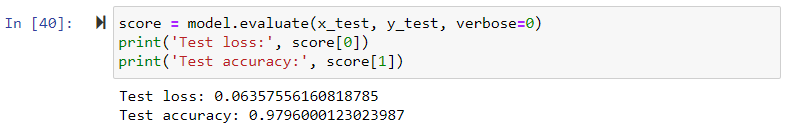 In [40]: score = model.evaluate(x_test, y_test, verbose=0)
print('Test loss:', score[0])
print('Test accuracy:', score[1])
Test loss: 0.06357556160818785
Test accuracy: 0.9796000123023987